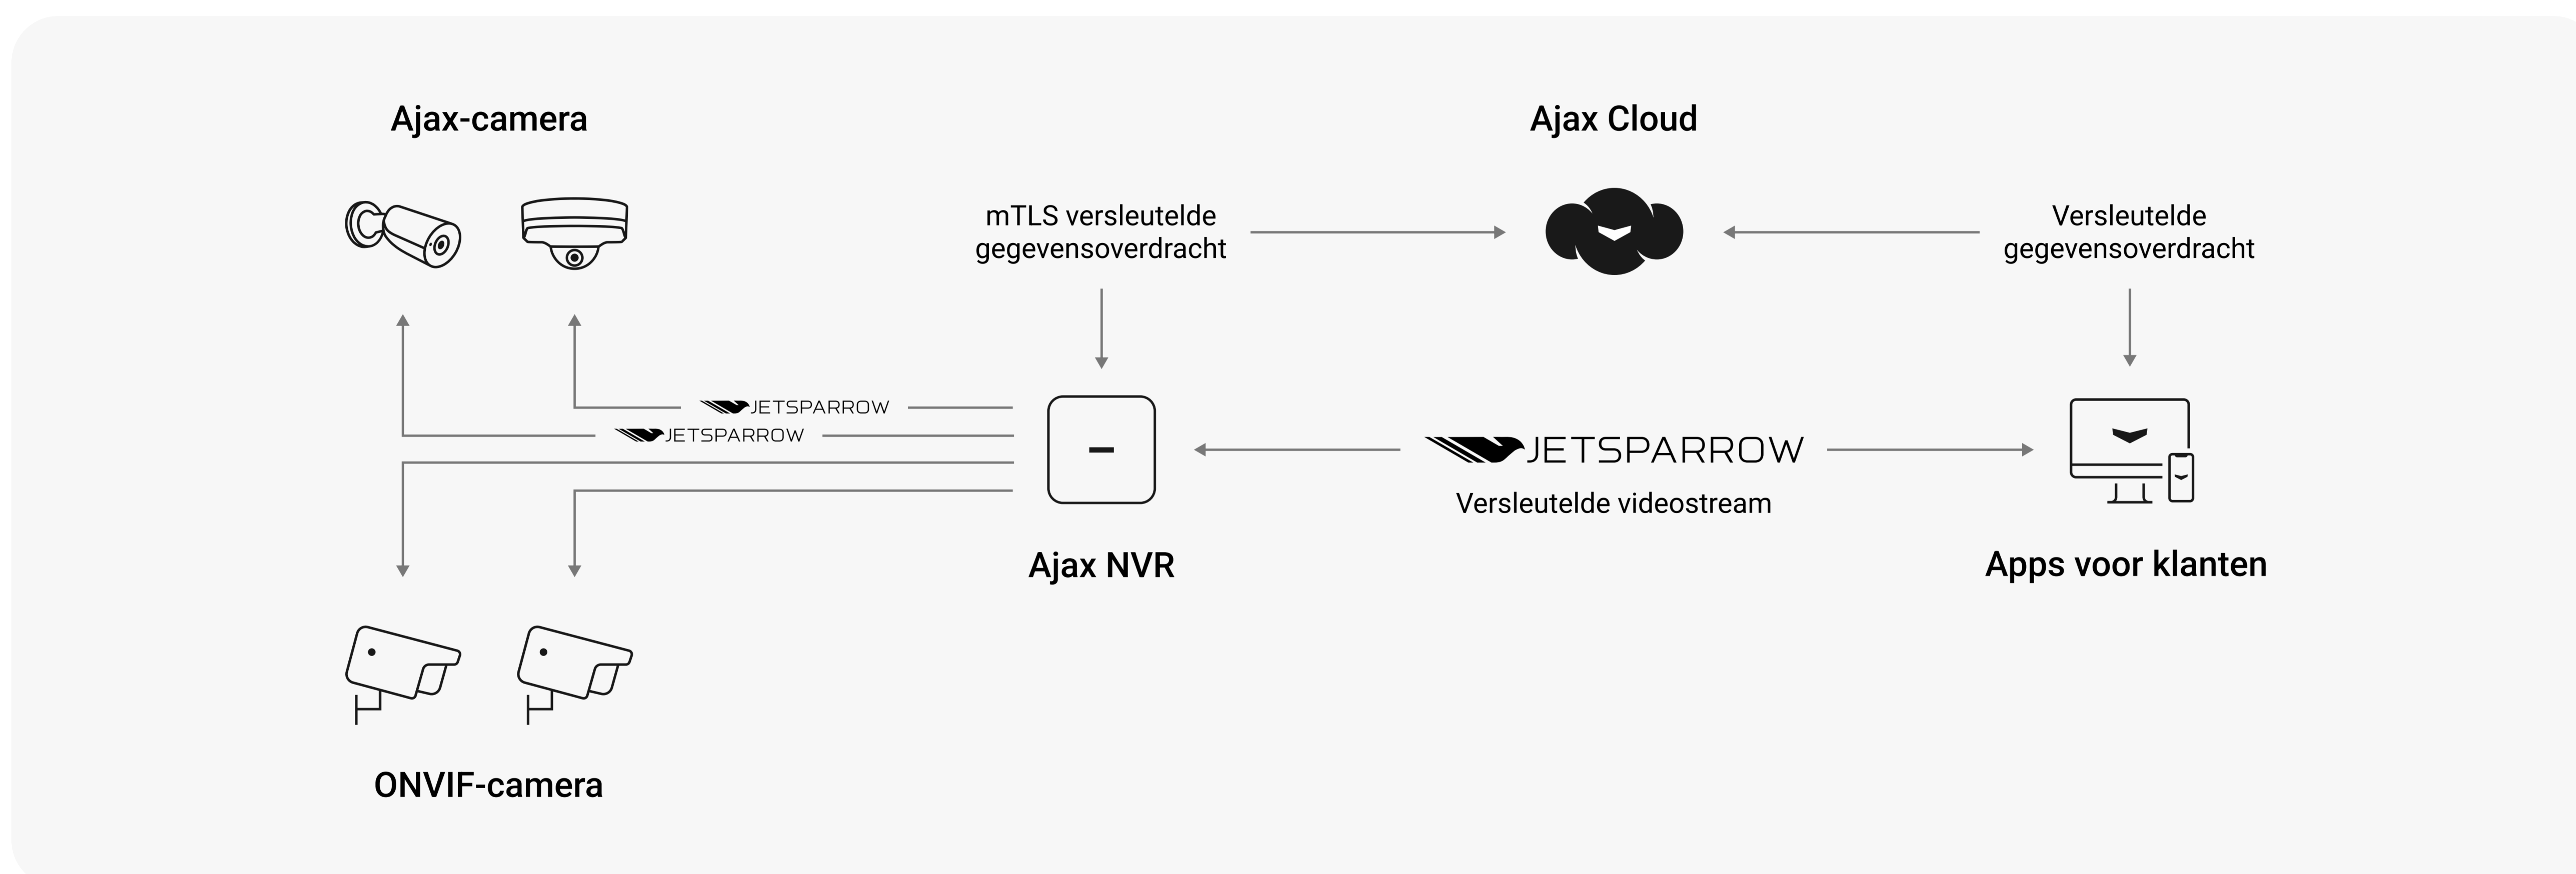 Ajax-camera
Ajax Cloud
mTLS versleutelde
gegevensoverdracht
Versleutelde
gegevensoverdracht
JETSPARROW
JETSPARROW
JETSPARROW
Versleutelde videostream
Ajax NVR
Apps voor klanten
ONVIF-camera